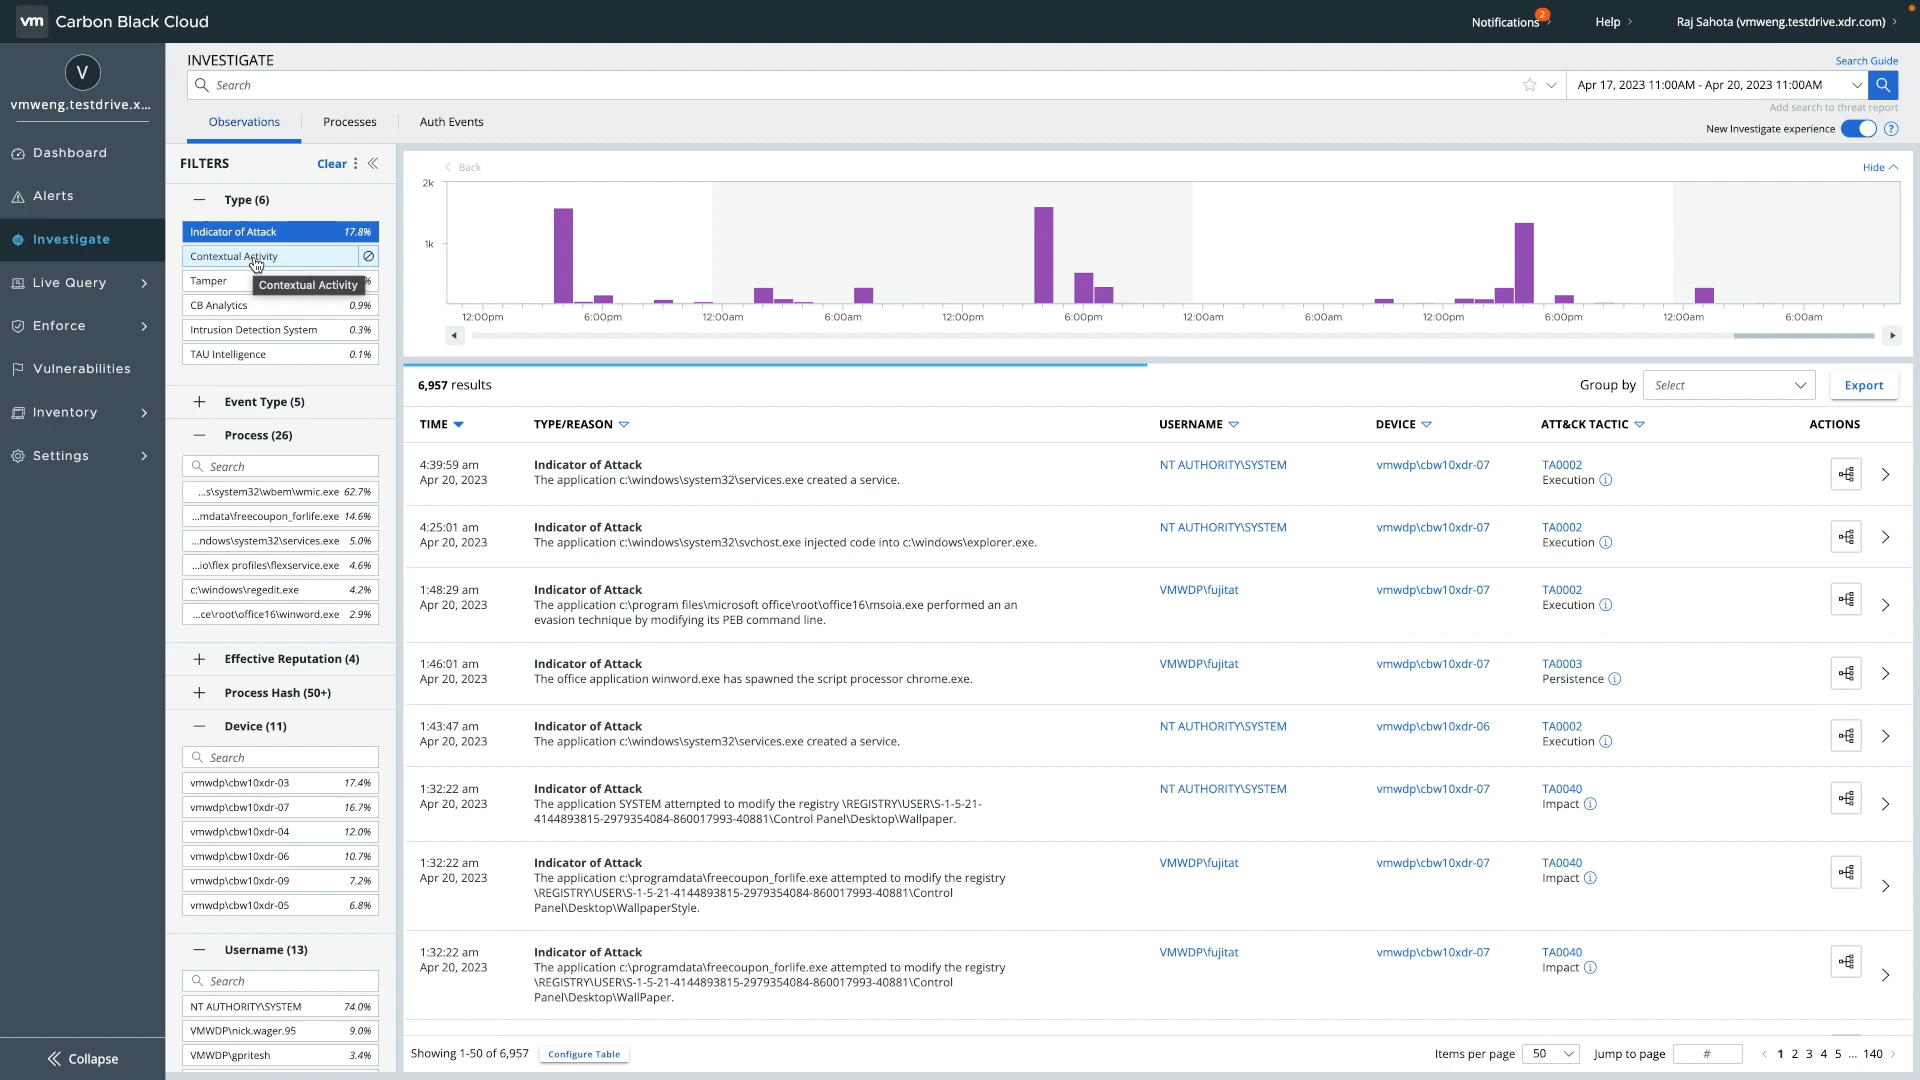 vm Carbon Black Cloud
Notifications 2
Help
Raj Sahota (vmweng.testdrive.xdr.com)
V
vmweng.testdrive.x...
Dashboard
Alerts
Investigate
Live Query
Enforce
Vulnerabilities
Inventory
Settings
Collapse
INVESTIGATE
Search Guide
Search
Apr 17, 2023 11:00AM - Apr 20, 2023 11:00AM
Add search to threat report
Observations Processes Auth Events
New Investigate experience ?
FILTERS Clear
Type (6)
Indicator of Attack 17.8%
Contextual Activity
Tamper %
Contextual Activity
CB Analytics 0.9%
Intrusion Detection System 0.3%
TAU Intelligence 0.1%
Event Type (5)
Process (26)
Search
...s\system32\wbem\wmic.exe 62.7%
...mdata\freecoupon_forlife.exe 14.6%
...ndows\system32\services.exe 5.0%
...io\flex profiles\flexservice.exe 4.6%
c:\windows\regedit.exe 4.2%
...ce\root\office16\winword.exe 2.9%
Effective Reputation (4)
Process Hash (50+)
Device (11)
Search
vmwdp\cbw10xdr-03 17.4%
vmwdp\cbw10xdr-07 16.7%
vmwdp\cbw10xdr-04 12.0%
vmwdp\cbw10xdr-06 10.7%
vmwdp\cbw10xdr-09 7.2%
vmwdp\cbw10xdr-05 6.8%
Username (13)
Search
NT AUTHORITY\SYSTEM 74.0%
VMWDP\nick.wager.95 9.0%
VMWDP\gpritesh 3.4%
Back
Hide
2k
1k
12:00pm 6:00pm 12:00am 6:00am 12:00pm 6:00pm 12:00am 6:00am 12:00pm 6:00pm 12:00am 6:00am
6,957 results
Group by Select Export
TIME TYPE/REASON USERNAME DEVICE ATT&CK TACTIC ACTIONS
4:39:59 am Indicator of Attack NT AUTHORITY\SYSTEM vmwdp\cbw10xdr-07 TA0002
Apr 20, 2023 The application c:\windows\system32\services.exe created a service. Execution
4:25:01 am Indicator of Attack NT AUTHORITY\SYSTEM vmwdp\cbw10xdr-07 TA0002
Apr 20, 2023 The application c:\windows\system32\svchost.exe injected code into c:\windows\explorer.exe. Execution
1:48:29 am Indicator of Attack VMWDP\fujitat vmwdp\cbw10xdr-07 TA0002
Apr 20, 2023 The application c:\program files\microsoft office\root\office16\msoia.exe performed an an Execution
evasion technique by modifying its PEB command line.
1:46:01 am Indicator of Attack VMWDP\fujitat vmwdp\cbw10xdr-07 TA0003
Apr 20, 2023 The office application winword.exe has spawned the script processor chrome.exe. Persistence
1:43:47 am Indicator of Attack NT AUTHORITY\SYSTEM vmwdp\cbw10xdr-06 TA0002
Apr 20, 2023 The application c:\windows\system32\services.exe created a service. Execution
1:32:22 am Indicator of Attack NT AUTHORITY\SYSTEM vmwdp\cbw10xdr-07 TA0040
Apr 20, 2023 The application SYSTEM attempted to modify the registry \REGISTRY\USER\S-1-5-21- Impact
4144893815-2979354084-860017993-40881\Control Panel\Desktop\Wallpaper.
1:32:22 am Indicator of Attack VMWDP\fujitat vmwdp\cbw10xdr-07 TA0040
Apr 20, 2023 The application c:\programdata\freecoupon_forlife.exe attempted to modify the registry Impact
\REGISTRY\USER\S-1-5-21-4144893815-2979354084-860017993-40881\Control
Panel\Desktop\WallpaperStyle.
1:32:22 am Indicator of Attack VMWDP\fujitat vmwdp\cbw10xdr-07 TA0040
Apr 20, 2023 The application c:\programdata\freecoupon_forlife.exe attempted to modify the registry Impact
\REGISTRY\USER\S-1-5-21-4144893815-2979354084-860017993-40881\Control
Panel\Desktop\WallPaper.
Showing 1-50 of 6,957 Configure Table
Items per page 50 Jump to page # 1 2 3 4 5 ... 140